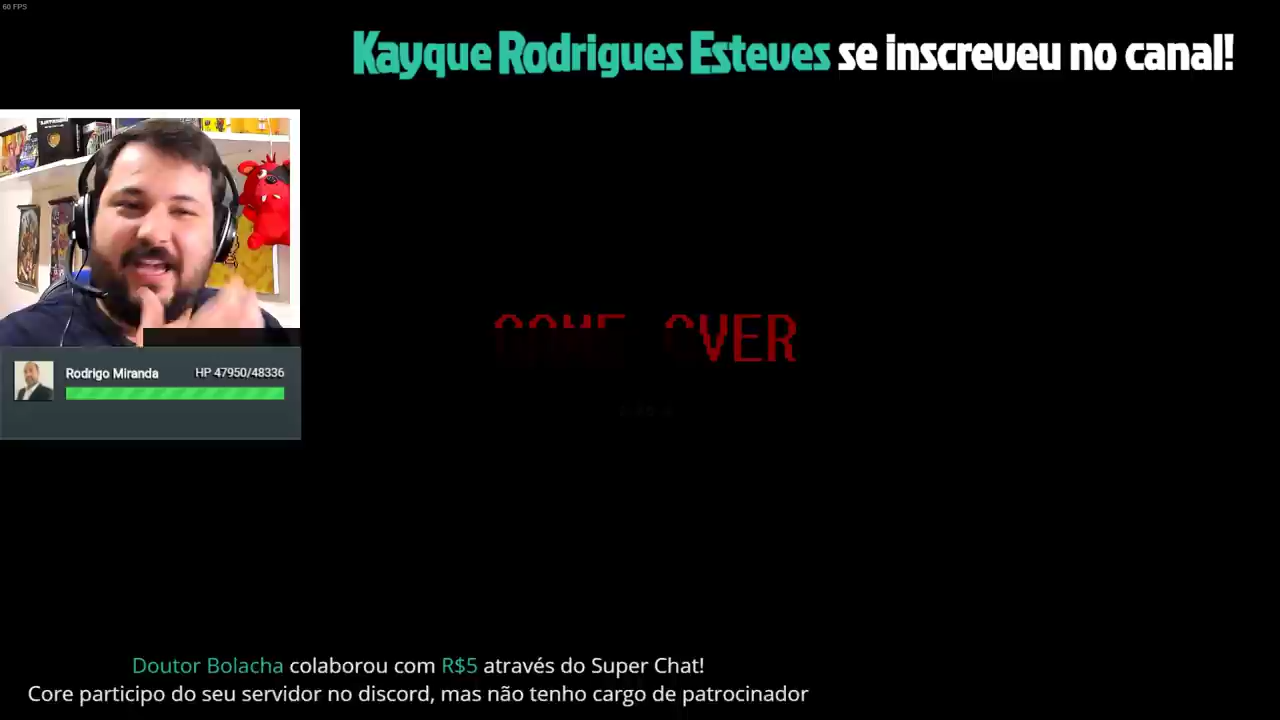 60 FPS
Kayque Rodrigues Esteves se inscreveu no canal!
GAME OVER
Rodrigo Miranda HP 47950/48336
Doutor Bolacha colaborou com R$5 através do Super Chat!
Core participo do seu servidor no discord, mas não tenho cargo de patrocinador